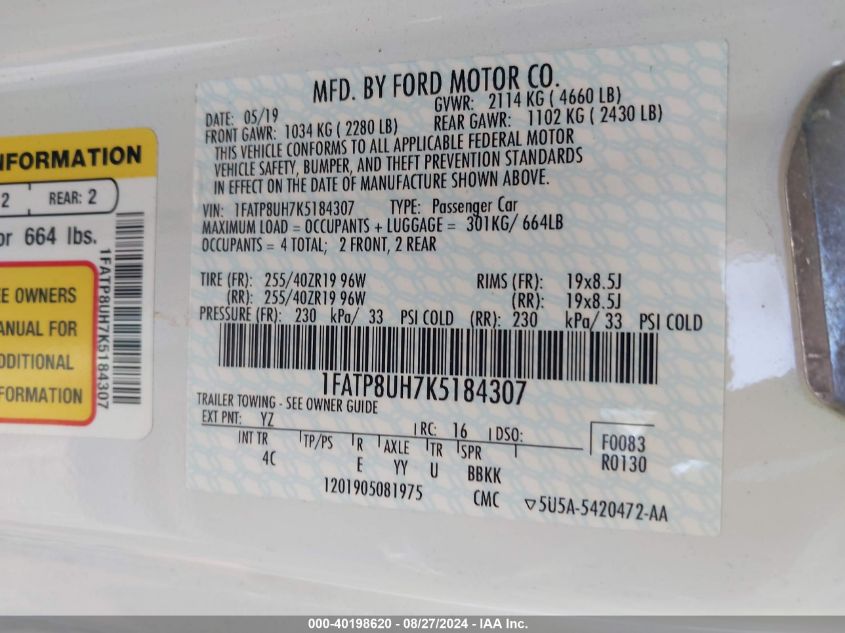 MFD. BY FORD MOTOR CO.
DATE: 05/19 GVWR: 2114 KG ( 4660 LB)
FRONT GAWR: 1034 KG ( 2280 LB) REAR GAWR: 1102 KG ( 2430 LB)
THIS VEHICLE CONFORMS TO ALL APPLICABLE FEDERAL MOTOR
VEHICLE SAFETY, BUMPER, AND THEFT PREVENTION STANDARDS
IN EFFECT ON THE DATE OF MANUFACTURE SHOWN ABOVE.
VIN: 1FATP8UH7K5184307 TYPE: Passenger Car
MAXIMUM LOAD = OCCUPANTS + LUGGAGE = 301KG/ 664LB
OCCUPANTS = 4 TOTAL; 2 FRONT, 2 REAR
TIRE (FR): 255/40ZR19 96W RIMS (FR): 19x8.5J
(RR): 255/40ZR19 96W (RR): 19x8.5J
PRESSURE (FR): 230 kPa/ 33 PSI COLD (RR): 230 kPa/ 33 PSI COLD
1FATP8UH7K5184307
TRAILER TOWING - SEE OWNER GUIDE
EXT PNT: YZ RC: 16 DSO: F0083
INT TR TP/PS R AXLE TR SPR R0130
4C E YY U BBKK
1201905081975 CMC 5U5A-5420472-AA
NFORMATION
2 REAR: 2
or 664 lbs.
EE OWNERS
ANUAL FOR
DDITIONAL
FORMATION
1FATP8UH7K5184307
000-40198620 - 08/27/2024 - IAA Inc.